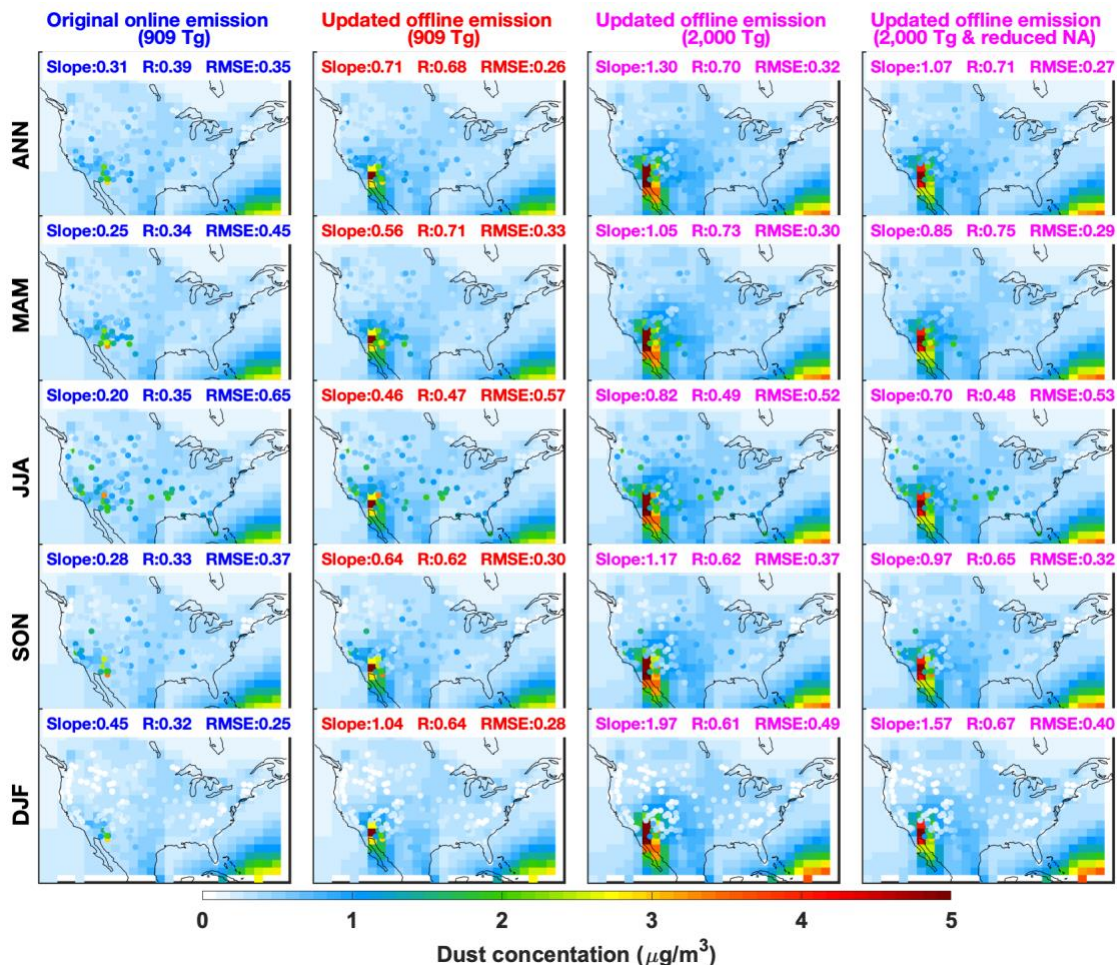 Original online emission
(909 Tg)
Updated offline emission
(909 Tg)
Updated offline emission
(2,000 Tg)
Updated offline emission
(2,000 Tg & reduced NA)
ANN
Slope:0.31 R:0.39 RMSE:0.35
Slope:0.71 R:0.68 RMSE:0.26
Slope:1.30 R:0.70 RMSE:0.32
Slope:1.07 R:0.71 RMSE:0.27
MAM
Slope:0.25 R:0.34 RMSE:0.45
Slope:0.56 R:0.71 RMSE:0.33
Slope:1.05 R:0.73 RMSE:0.30
Slope:0.85 R:0.75 RMSE:0.29
JJA
Slope:0.20 R:0.35 RMSE:0.65
Slope:0.46 R:0.47 RMSE:0.57
Slope:0.82 R:0.49 RMSE:0.52
Slope:0.70 R:0.48 RMSE:0.53
SON
Slope:0.28 R:0.33 RMSE:0.37
Slope:0.64 R:0.62 RMSE:0.30
Slope:1.17 R:0.62 RMSE:0.37
Slope:0.97 R:0.65 RMSE:0.32
DJF
Slope:0.45 R:0.32 RMSE:0.25
Slope:1.04 R:0.64 RMSE:0.28
Slope:1.97 R:0.61 RMSE:0.49
Slope:1.57 R:0.67 RMSE:0.40
0 1 2 3 4 5
Dust concentation (μg/m³)